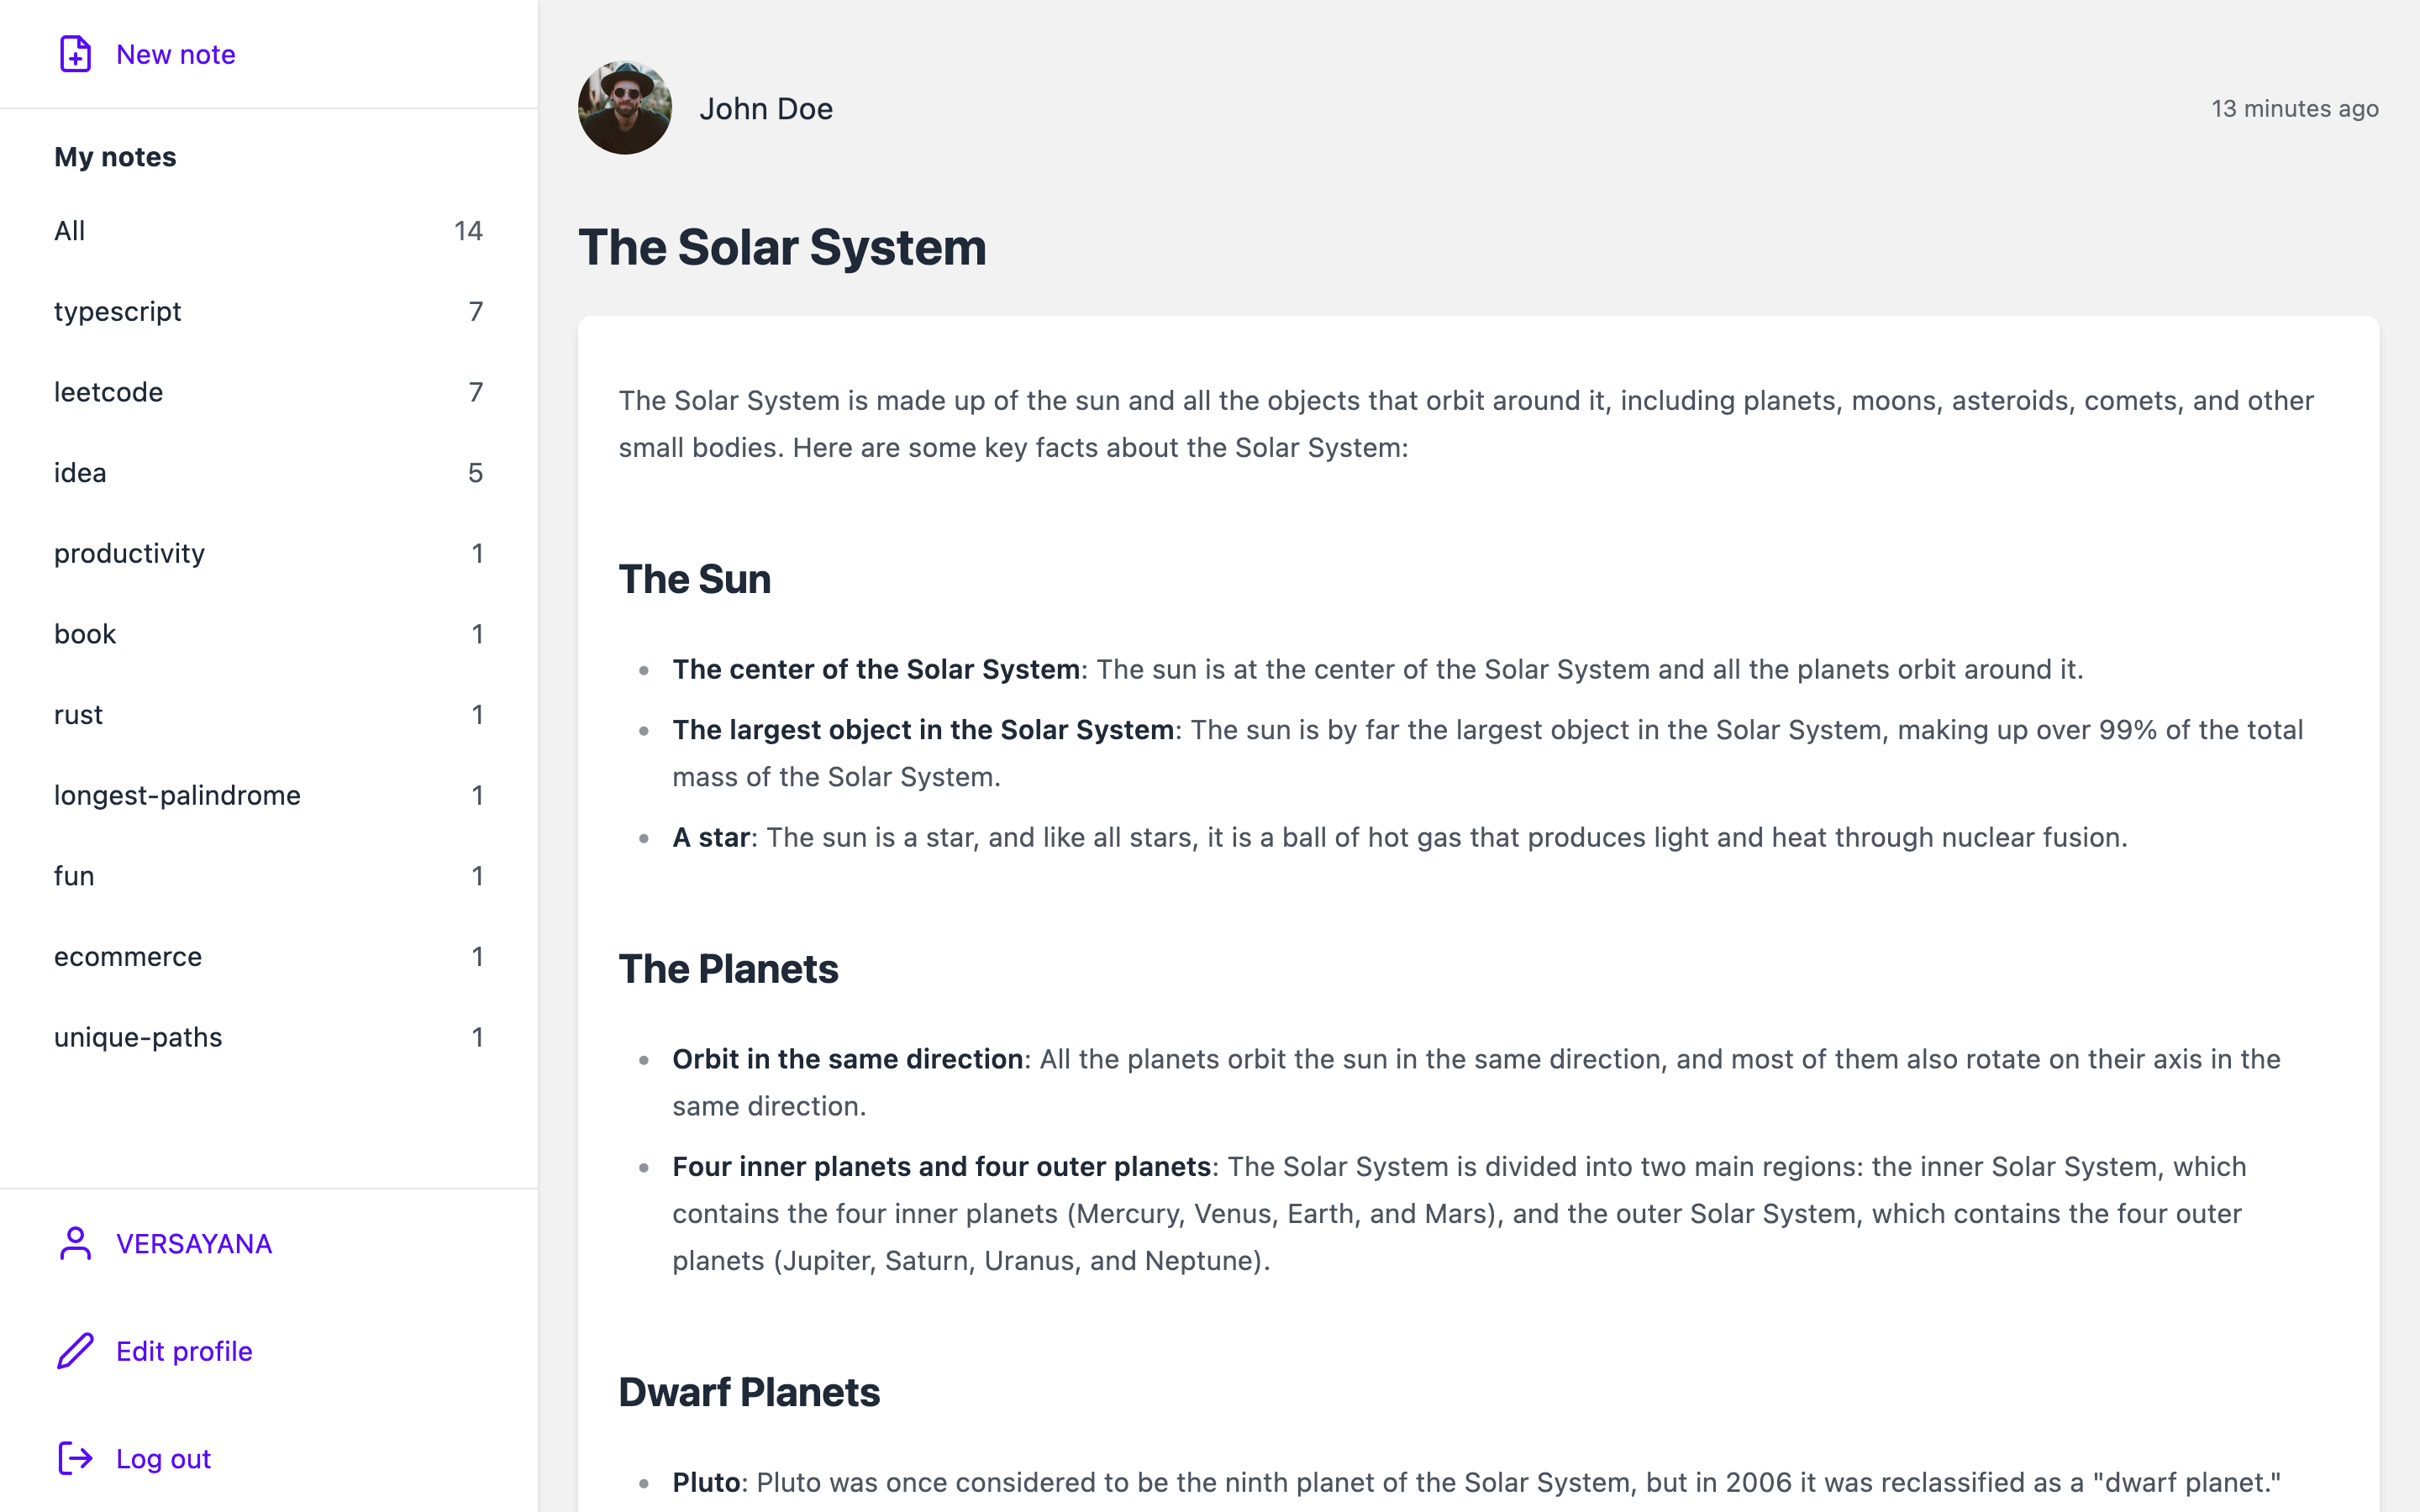 New note
My notes
All 14
typescript 7
leetcode 7
idea 5
productivity 1
book 1
rust 1
longest-palindrome 1
fun 1
ecommerce 1
unique-paths 1
VERSAYANA
Edit profile
Log out
John Doe
13 minutes ago
The Solar System
The Solar System is made up of the sun and all the objects that orbit around it, including planets, moons, asteroids, comets, and other
small bodies. Here are some key facts about the Solar System:
The Sun
The center of the Solar System: The sun is at the center of the Solar System and all the planets orbit around it.
The largest object in the Solar System: The sun is by far the largest object in the Solar System, making up over 99% of the total
mass of the Solar System.
A star: The sun is a star, and like all stars, it is a ball of hot gas that produces light and heat through nuclear fusion.
The Planets
Orbit in the same direction: All the planets orbit the sun in the same direction, and most of them also rotate on their axis in the
same direction.
Four inner planets and four outer planets: The Solar System is divided into two main regions: the inner Solar System, which
contains the four inner planets (Mercury, Venus, Earth, and Mars), and the outer Solar System, which contains the four outer
planets (Jupiter, Saturn, Uranus, and Neptune).
Dwarf Planets
Pluto: Pluto was once considered to be the ninth planet of the Solar System, but in 2006 it was reclassified as a "dwarf planet."